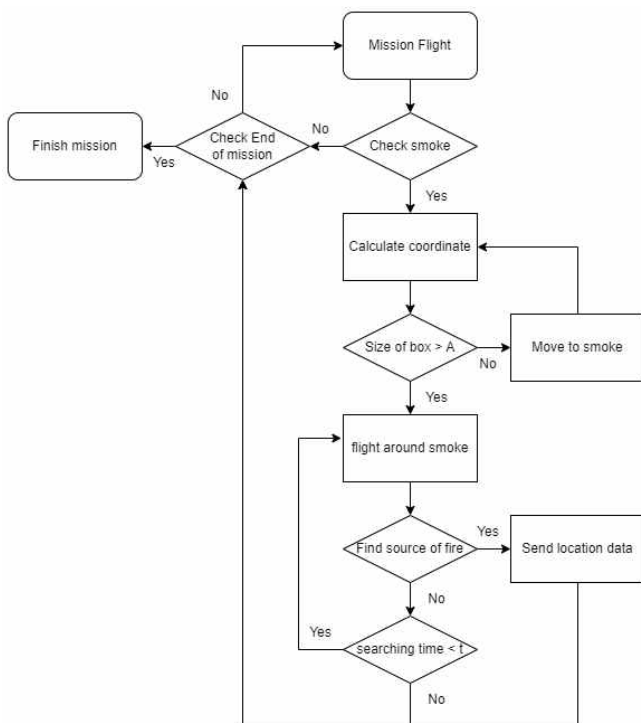 Mission Flight
No
No
Finish mission
Check End
of mission
Check smoke
Yes
Yes
Calculate coordinate
Size of box > A
Move to smoke
No
Yes
flight around smoke
Yes
Find source of fire
Send location data
No
Yes
searching time < t
No